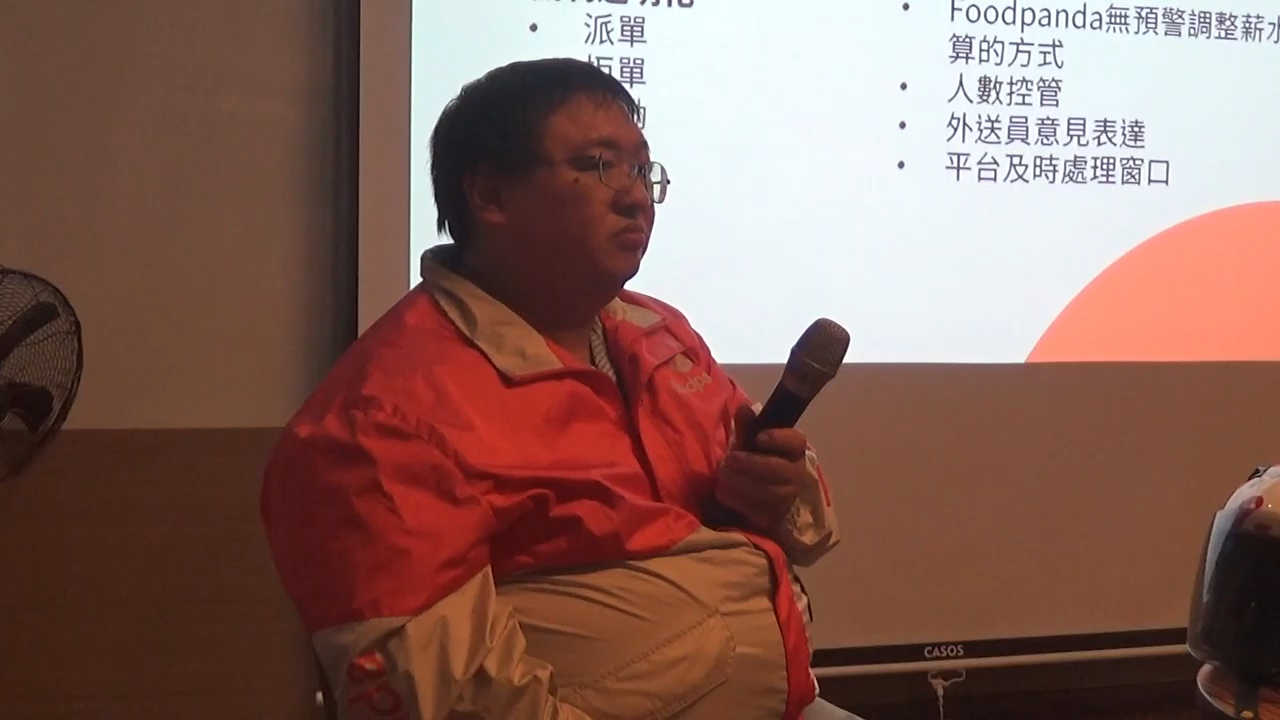 派單
單
Foodpanda無預警調整薪水
算的方式
人數控管
外送員意見表達
平台及時處理窗口
CASOS